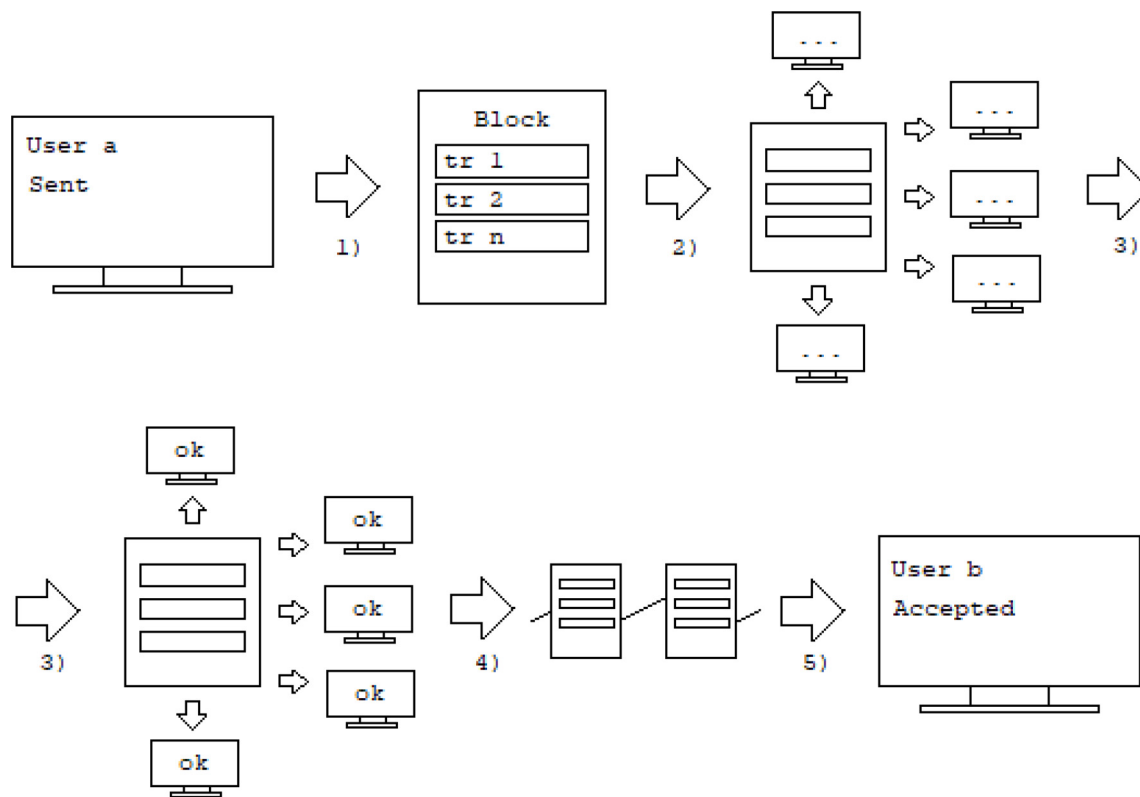 User a
Sent
1)
Block
tr 1
tr 2
tr n
2)
...
...
...
...
...
3)
3)
ok
ok
ok
ok
ok
4)
5)
User b
Accepted